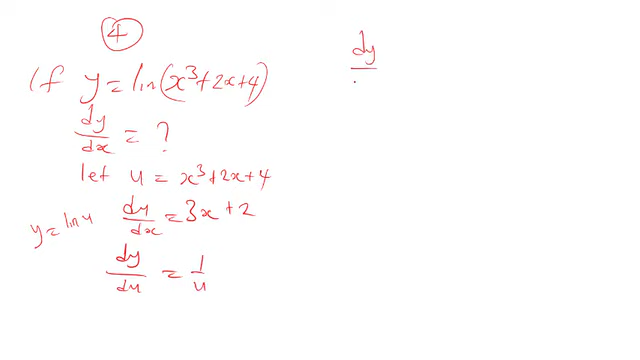 4
If y = ln(x³+2x+4)
dy/dx = ?
let u = x³+2x+4
y = ln u  du/dx = 3x+2
dy/du = 1/u
dy